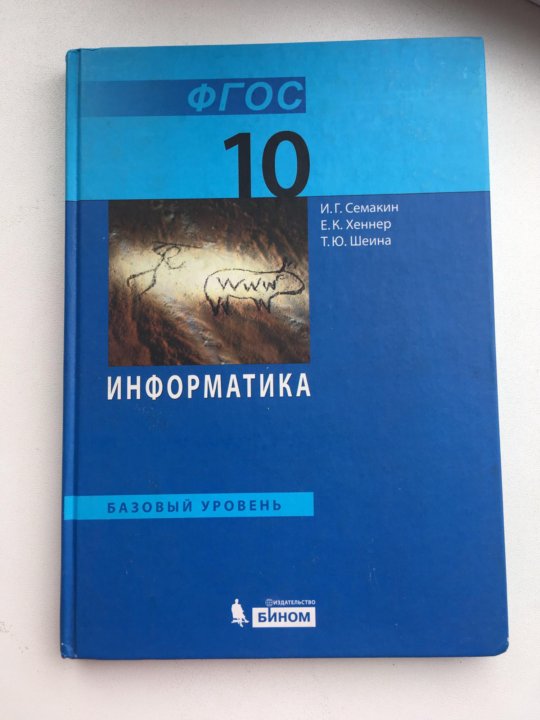 ФГОС
10
И.Г. Семакин
Е.К. Хеннер
Т.Ю. Шеина
WWW
ИНФОРМАТИКА
БАЗОВЫЙ УРОВЕНЬ
ИЗДАТЕЛЬСТВО
БИНОМ